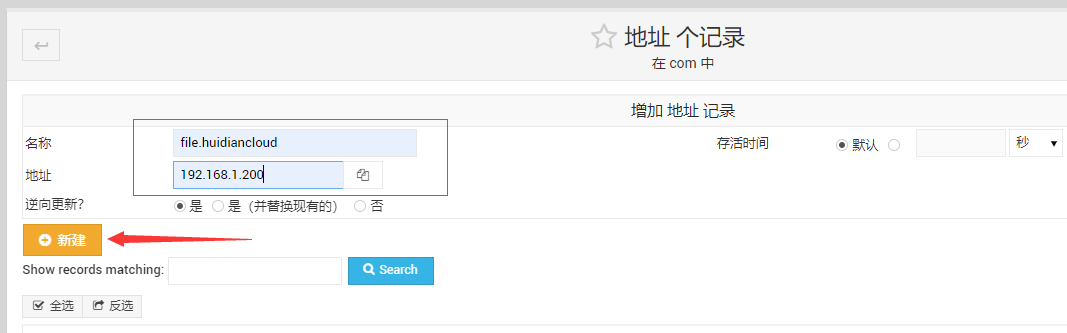 地址 个记录
在 com 中
增加 地址 记录
名称 file.huidiancloud 存活时间 默认 秒
地址 192.168.1.200
逆向更新? 是 是（并替换现有的） 否
新建
Show records matching: Search
全选 反选